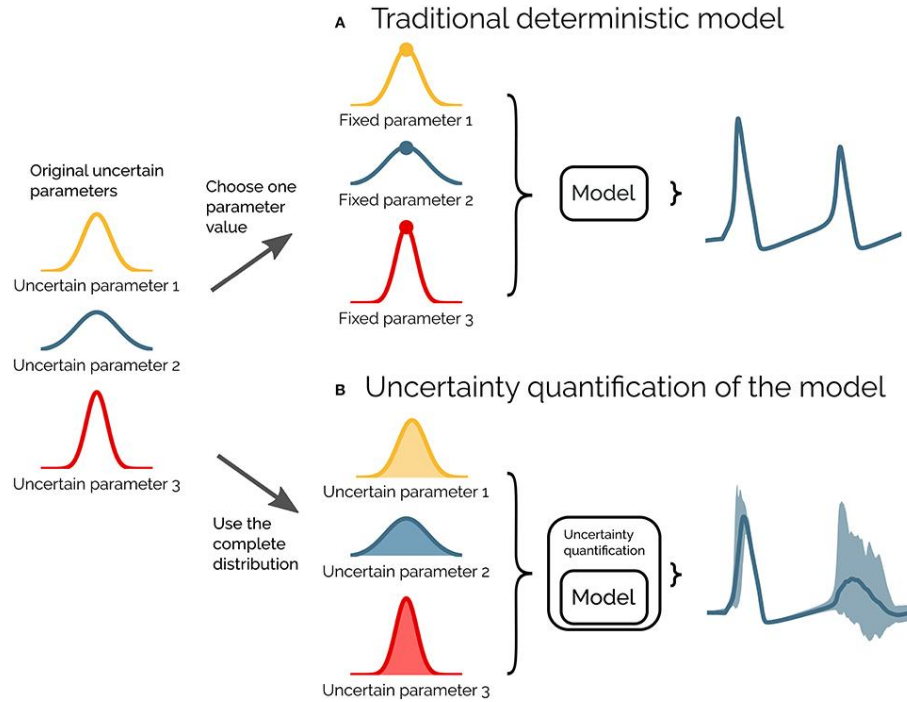 A Traditional deterministic model
Fixed parameter 1
Fixed parameter 2
Fixed parameter 3
Model
Original uncertain
parameters
Uncertain parameter 1
Uncertain parameter 2
Uncertain parameter 3
Choose one
parameter
value
Use the
complete
distribution
B Uncertainty quantification of the model
Uncertain parameter 1
Uncertain parameter 2
Uncertain parameter 3
Uncertainty
quantification
Model